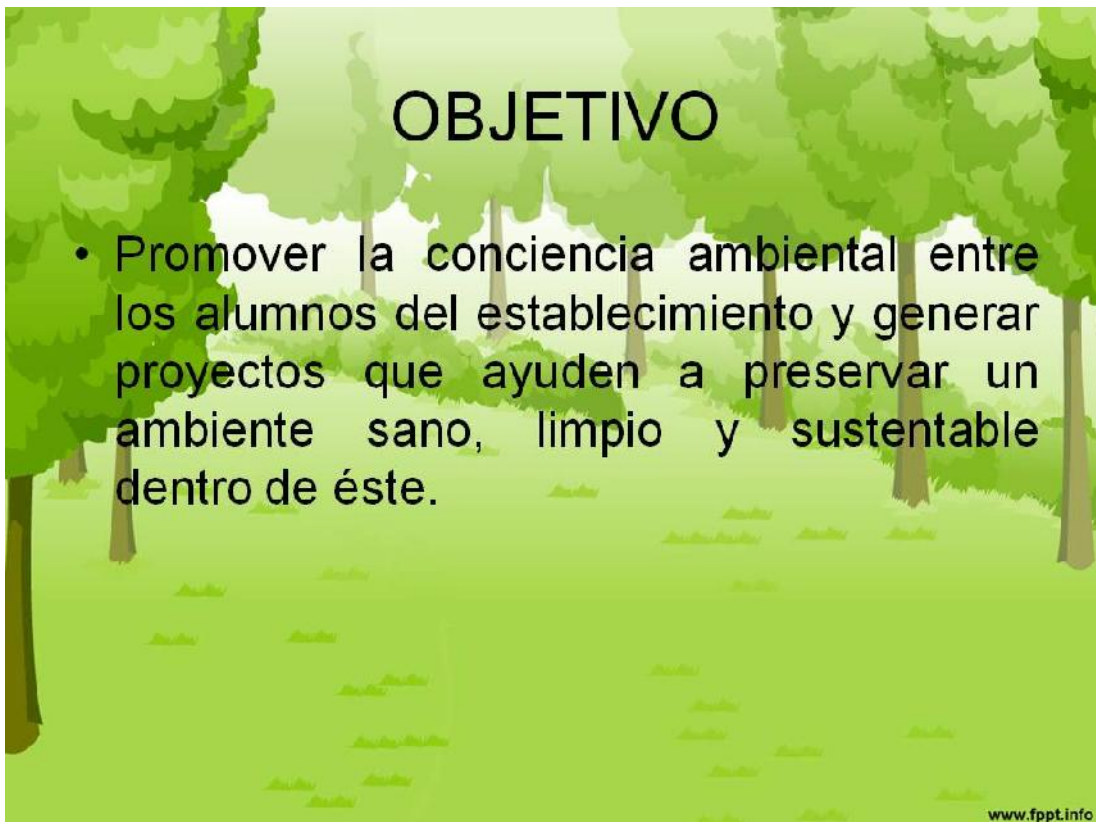 OBJETIVO
• Promover la conciencia ambiental entre
los alumnos del establecimiento y generar
proyectos que ayuden a preservar un
ambiente sano, limpio y sustentable
dentro de éste.
www.fppt.info